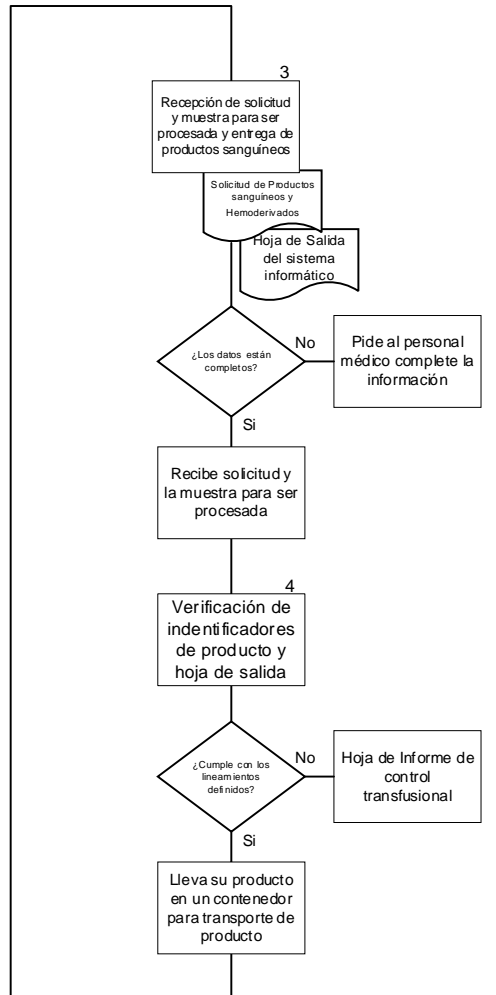 3
Recepción de solicitud
y muestra para ser
procesada y entrega de
productos sanguíneos
Solicitud de Productos
sanguíneos y
Hemoderivados
Hoja de Salida
del sistema
informático
¿Los datos están
completos?
No
Pide al personal
médico complete la
información
Si
Recibe solicitud y
la muestra para ser
procesada
4
Verificación de
indentificadores
de producto y
hoja de salida
¿Cumple con los
lineamientos
definidos?
No
Hoja de Informe de
control
transfusional
Si
Lleva su producto
en un contenedor
para transporte de
producto